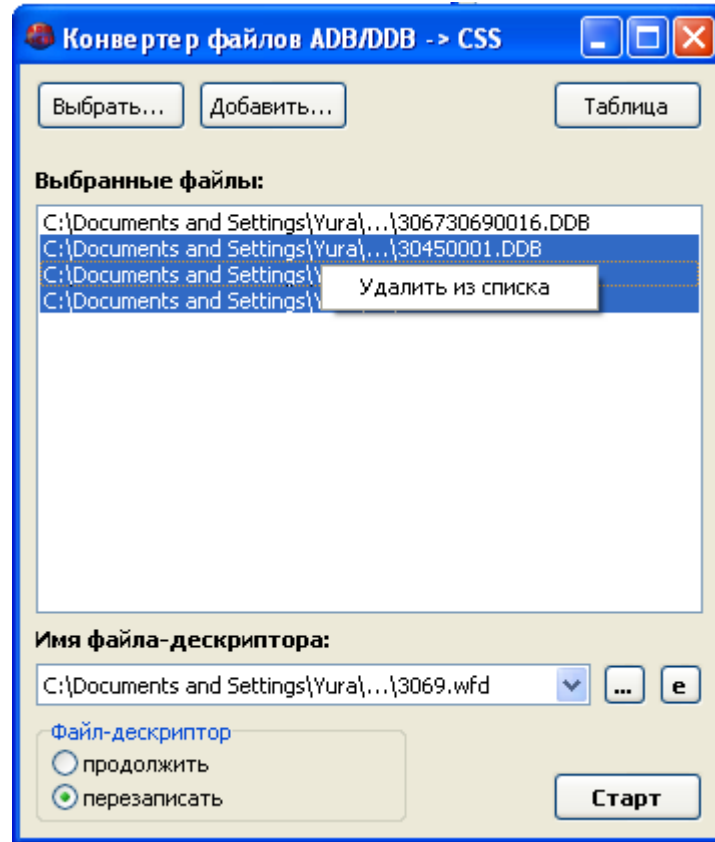 Конвертер файлов ADB/DDB -> CSS
Выбрать... Добавить... Таблица
Выбранные файлы:
C:\Documents and Settings\Yura\...\306730690016.DDB
C:\Documents and Settings\Yura\...\30450001.DDB
C:\Documents and Settings\
Удалить из списка
C:\Documents and Settings\
Имя файла-дескриптора:
C:\Documents and Settings\Yura\...\3069.wfd ... e
Файл-дескриптор
продолжить
перезаписать
Старт